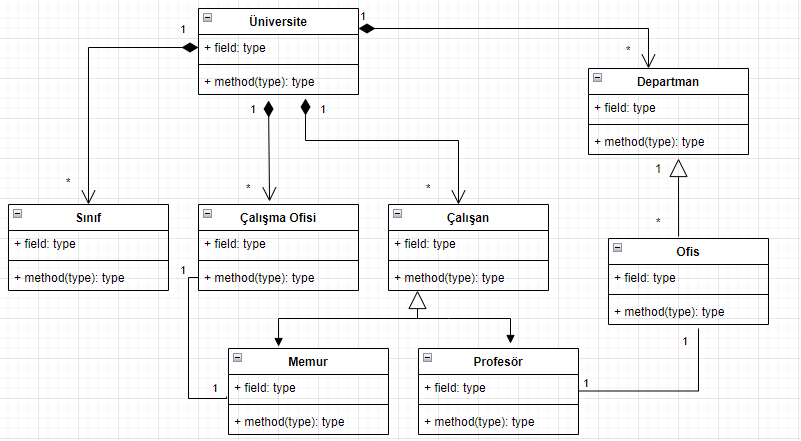 Üniversite
+ field: type
+ method(type): type
1
1
*
*
Departman
+ field: type
+ method(type): type
1
1
*
*
1
*
Sınıf
+ field: type
+ method(type): type
Çalışma Ofisi
+ field: type
+ method(type): type
Çalışan
+ field: type
+ method(type): type
Ofis
+ field: type
+ method(type): type
1
1
1
1
Memur
+ field: type
+ method(type): type
Profesör
+ field: type
+ method(type): type